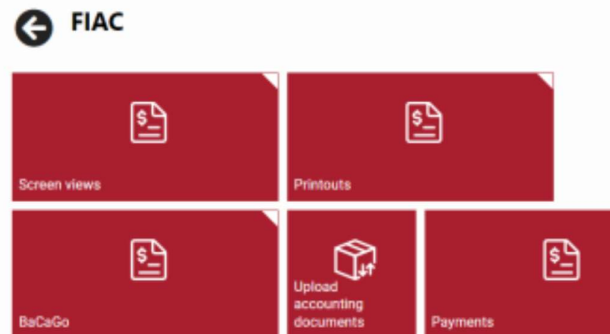 FIAC
Screen views
Printouts
BaCaGo
Upload
accounting
documents
Payments